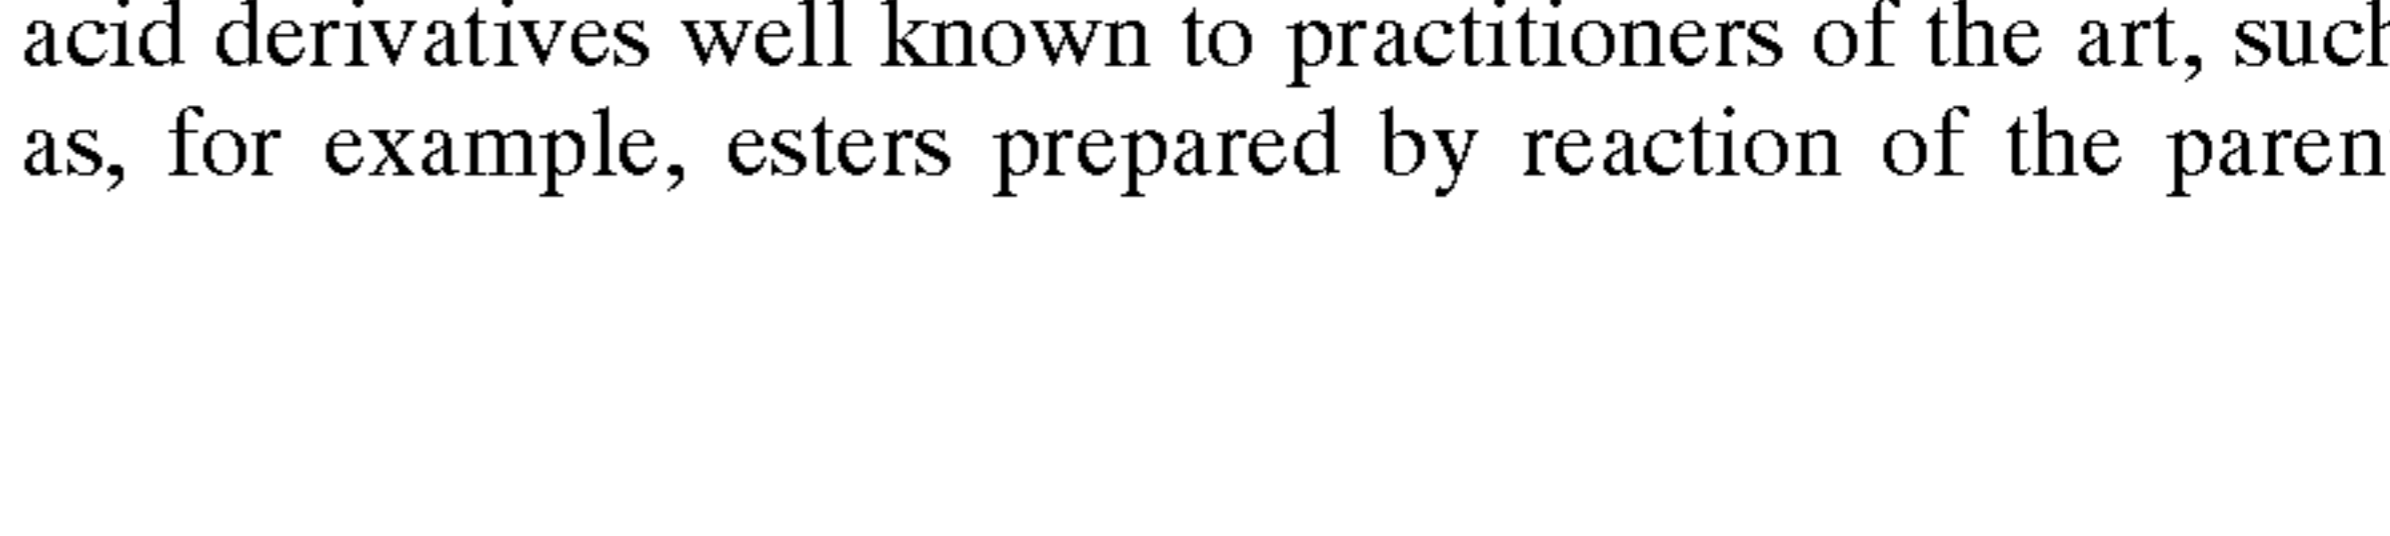 acid derivatives well known to practitioners of the art, such
as, for example, esters prepared by reaction of the paren